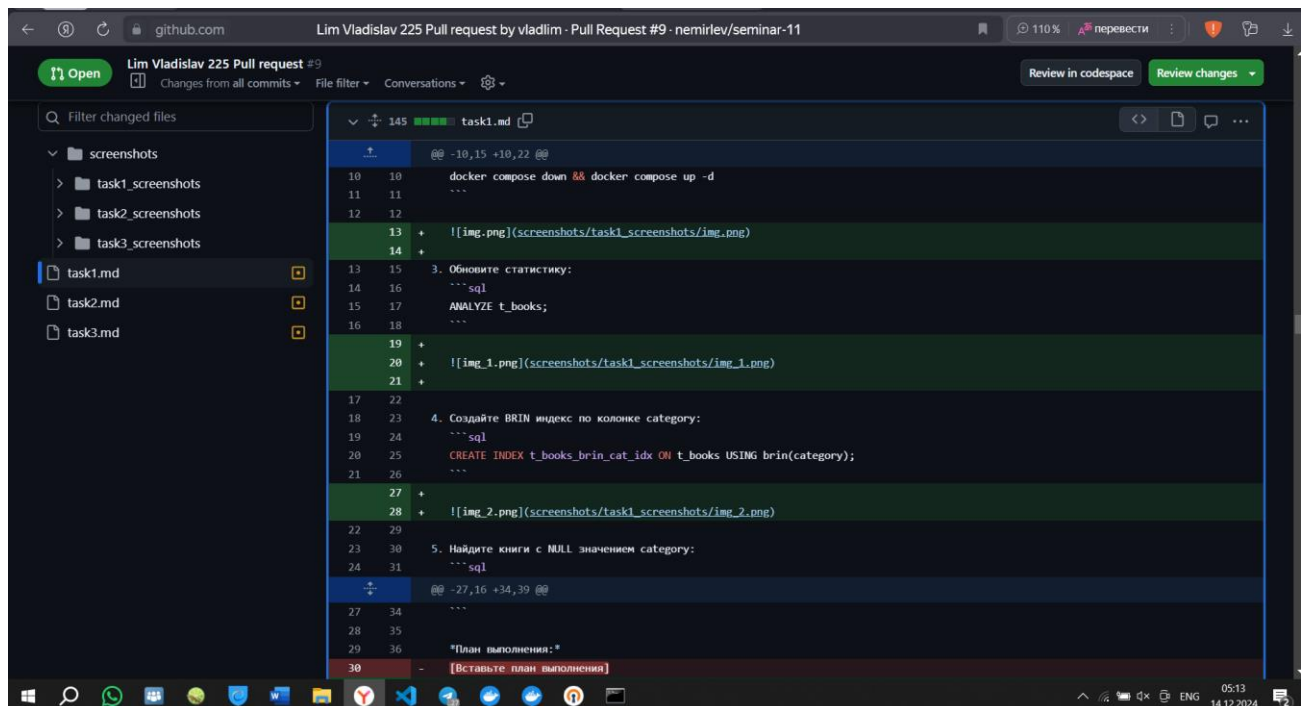 github.com Lim Vladislav 225 Pull request by vladlim · Pull Request #9 · nemirlev/seminar-11 110 % перевести
Open Lim Vladislav 225 Pull request #9
Changes from all commits File filter Conversations
Review in codespace Review changes
Filter changed files
screenshots
task1_screenshots
task2_screenshots
task3_screenshots
task1.md
task2.md
task3.md
145 task1.md
@@ -10,15 +10,22 @@
10 10 docker compose down && docker compose up -d
11 11 ```
12 12
13 + ![img.png](screenshots/task1_screenshots/img.png)
14 +
13 15 3. Обновите статистику:
14 16 ```sql
15 17 ANALYZE t_books;
16 18 ```
19 +
20 + ![img_1.png](screenshots/task1_screenshots/img_1.png)
21 +
17 22
18 23 4. Создайте BRIN индекс по колонке category:
19 24 ```sql
20 25 CREATE INDEX t_books_brin_cat_idx ON t_books USING brin(category);
21 26 ```
27 +
28 + ![img_2.png](screenshots/task1_screenshots/img_2.png)
22 29
23 30 5. Найдите книги с NULL значением category:
24 31 ```sql
@@ -27,16 +34,39 @@
27 34 ```
28 35
29 36 *План выполнения:*
30 - [Вставьте план выполнения]
ENG 05:13
14.12.2024